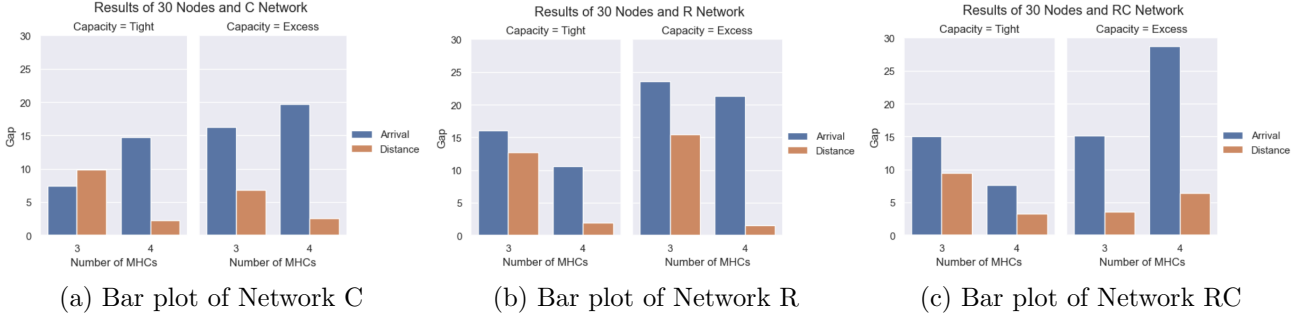 Results of 30 Nodes and C Network
Capacity = Tight
Capacity = Excess
30
25
20
15
10
5
0
Gap
3
4
3
4
Number of MHCs
Number of MHCs
Arrival
Distance
(a) Bar plot of Network C
Results of 30 Nodes and R Network
Capacity = Tight
Capacity = Excess
30
25
20
15
10
5
0
Gap
3
4
3
4
Number of MHCs
Number of MHCs
Arrival
Distance
(b) Bar plot of Network R
Results of 30 Nodes and RC Network
Capacity = Tight
Capacity = Excess
30
25
20
15
10
5
0
Gap
3
4
3
4
Number of MHCs
Number of MHCs
Arrival
Distance
(c) Bar plot of Network RC